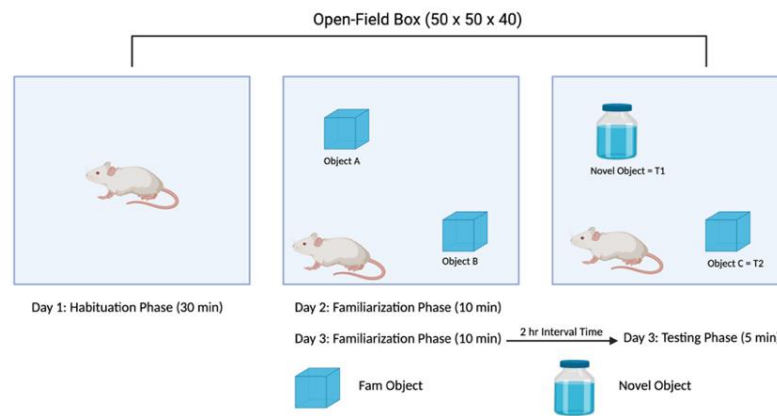 Open-Field Box (50 x 50 x 40)
Object A
Object B
Novel Object = T1
Object C = T2
Day 1: Habituation Phase (30 min)
Day 2: Familiarization Phase (10 min)
Day 3: Familiarization Phase (10 min)
2 hr Interval Time
Day 3: Testing Phase (5 min)
Fam Object
Novel Object